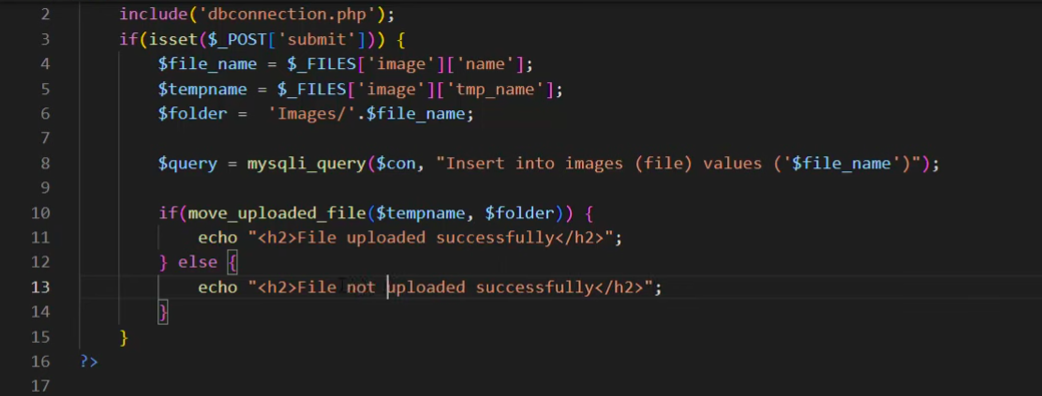 2 include('dbconnection.php');
3 if(isset($_POST['submit'])) {
4 $file_name = $_FILES['image']['name'];
5 $tempname = $_FILES['image']['tmp_name'];
6 $folder = 'Images/'.$file_name;
7
8 $query = mysqli_query($con, "Insert into images (file) values ('$file_name')");
9
10 if(move_uploaded_file($tempname, $folder)) {
11 echo "<h2>File uploaded successfully</h2>";
12 } else {
13 echo "<h2>File not uploaded successfully</h2>";
14 }
15 }
16 ?>
17